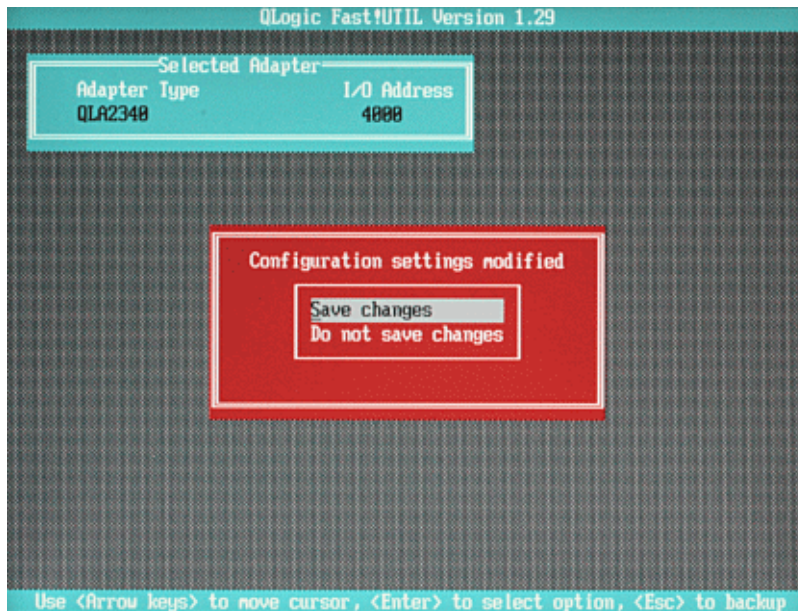 QLogic Fast!UTIL Version 1.29
Selected Adapter
Adapter Type I/O Address
QLA2340 4000
Configuration settings modified
Save changes
Do not save changes
Use <Arrow keys> to move cursor, <Enter> to select option, <Esc> to backup